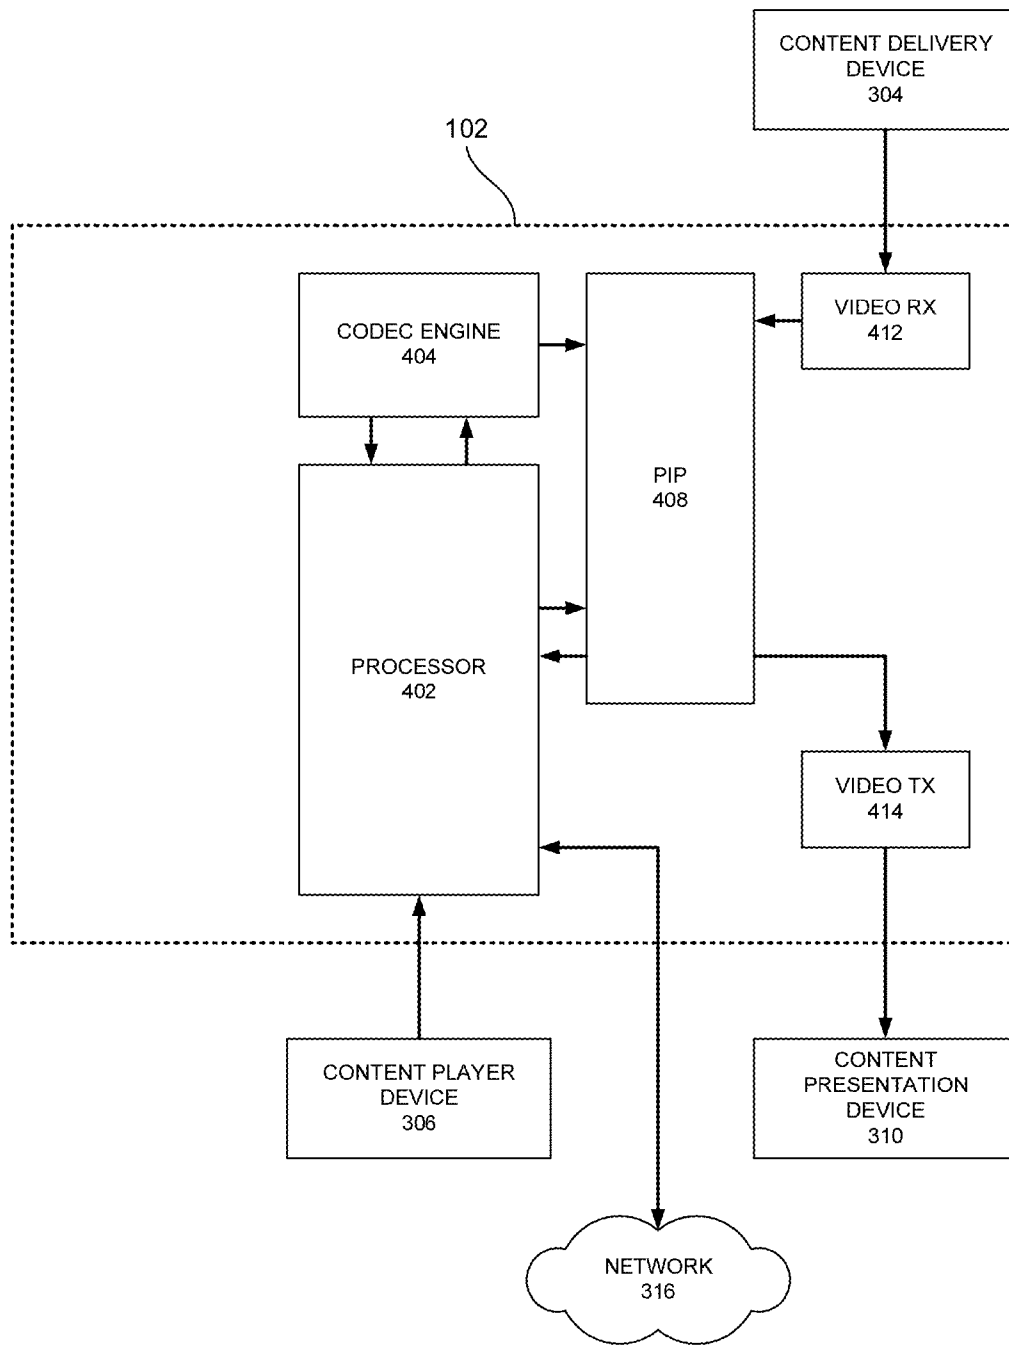 CONTENT DELIVERY
DEVICE
304
102
CODEC ENGINE
404
VIDEO RX
412
PIP
408
PROCESSOR
402
VIDEO TX
414
CONTENT PLAYER
DEVICE
306
CONTENT
PRESENTATION
DEVICE
310
NETWORK
316